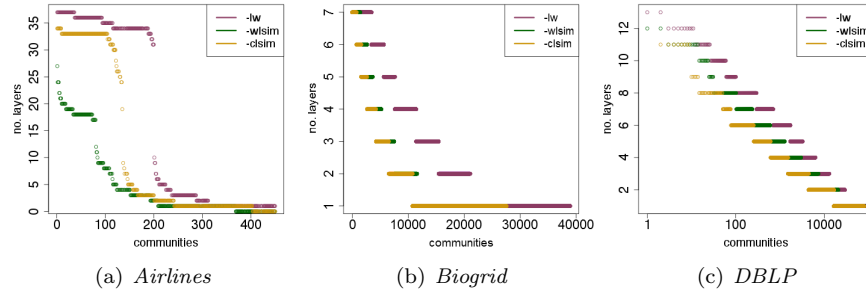 no. layers
35
30
25
20
15
10
5
0
0 100 200 300 400
communities
-lw
-wlsim
-clsim
(a) Airlines
no. layers
7
6
5
4
3
2
1
0 10000 20000 30000 40000
communities
-lw
-wlsim
-clsim
(b) Biogrid
no. layers
12
10
8
6
4
2
1 100 10000
communities
-lw
-wlsim
-clsim
(c) DBLP